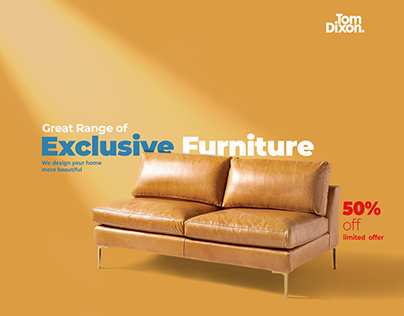 Tom
Dixon.
Great Range of
Exclusive Furniture
We design your home
more beautiful
50%
off
limited offer